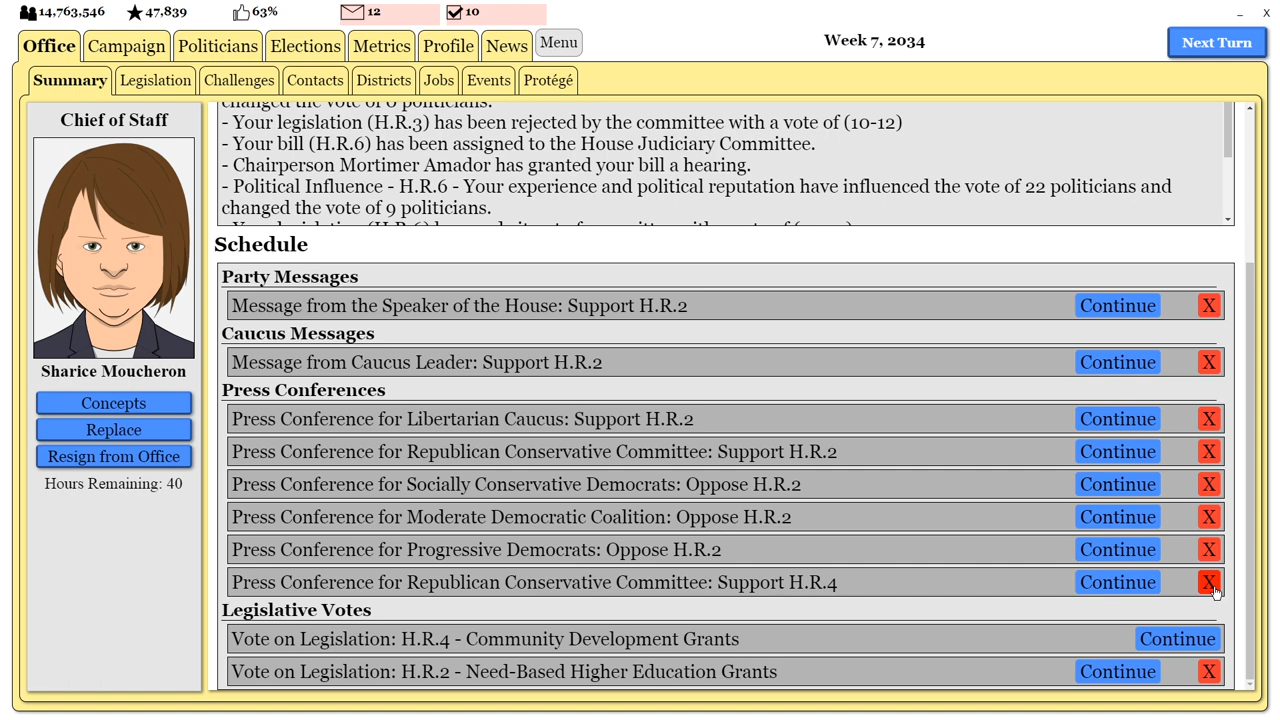 14,763,546 47,839 63% 12 10 _ X
Office Campaign Politicians Elections Metrics Profile News Menu Week 7, 2034 Next Turn
Summary Legislation Challenges Contacts Districts Jobs Events Protégé
Chief of Staff
Sharice Moucheron
Concepts
Replace
Resign from Office
Hours Remaining: 40
changed the vote of 6 politicians.
- Your legislation (H.R.3) has been rejected by the committee with a vote of (10-12)
- Your bill (H.R.6) has been assigned to the House Judiciary Committee.
- Chairperson Mortimer Amador has granted your bill a hearing.
- Political Influence - H.R.6 - Your experience and political reputation have influenced the vote of 22 politicians and
changed the vote of 9 politicians.
Schedule
Party Messages
Message from the Speaker of the House: Support H.R.2 Continue X
Caucus Messages
Message from Caucus Leader: Support H.R.2 Continue X
Press Conferences
Press Conference for Libertarian Caucus: Support H.R.2 Continue X
Press Conference for Republican Conservative Committee: Support H.R.2 Continue X
Press Conference for Socially Conservative Democrats: Oppose H.R.2 Continue X
Press Conference for Moderate Democratic Coalition: Oppose H.R.2 Continue X
Press Conference for Progressive Democrats: Oppose H.R.2 Continue X
Press Conference for Republican Conservative Committee: Support H.R.4 Continue X
Legislative Votes
Vote on Legislation: H.R.4 - Community Development Grants Continue
Vote on Legislation: H.R.2 - Need-Based Higher Education Grants Continue X